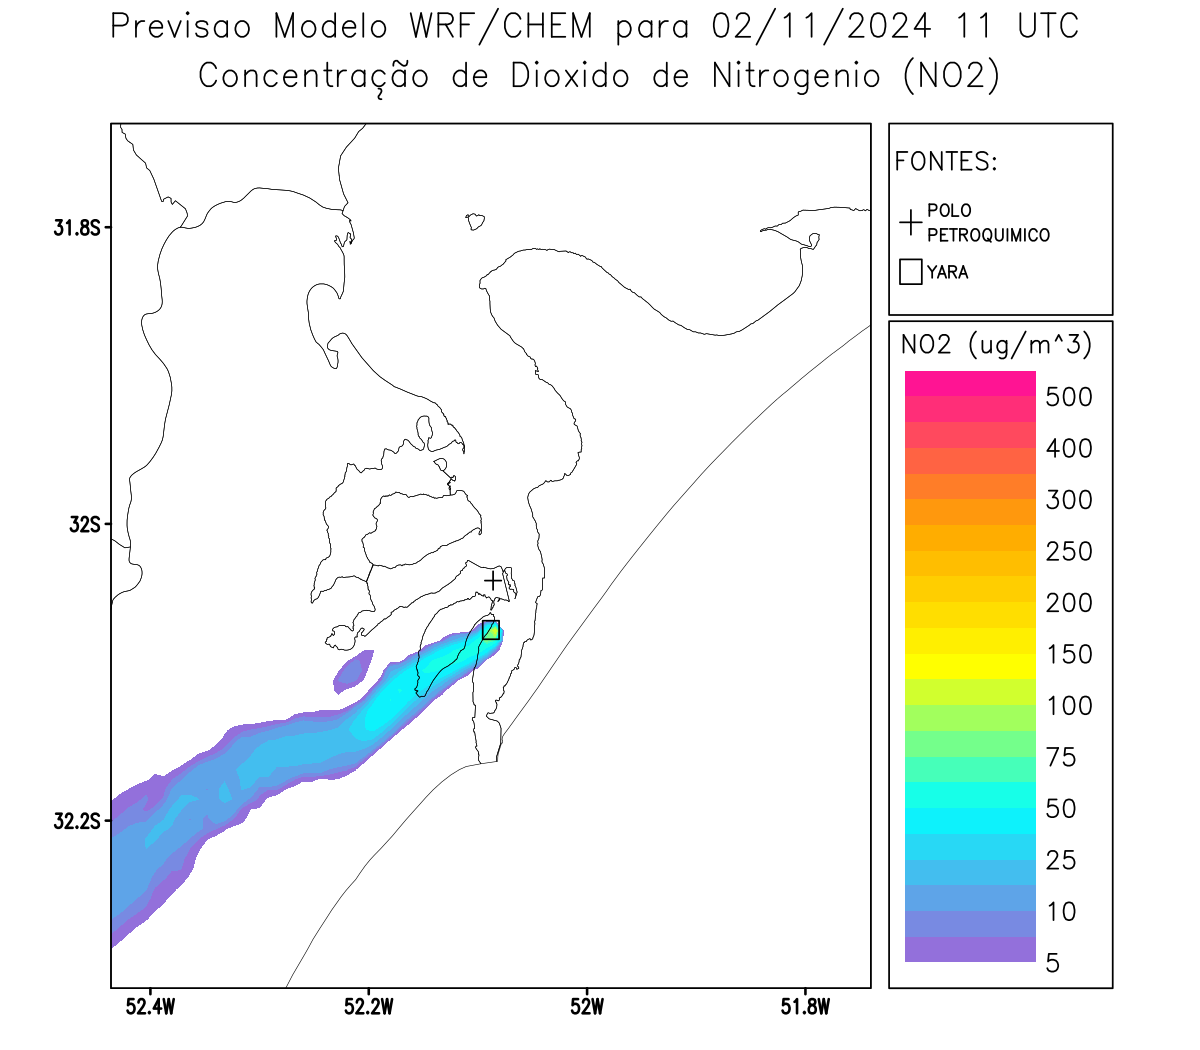 Previsao Modelo WRF/CHEM para 02/11/2024 11 UTC
Concentração de Dioxido de Nitrogenio (NO2)
FONTES:
POLO
PETROQUIMICO
YARA
NO2 (ug/m^3)
500
400
300
250
200
150
100
75
50
25
10
5
31.8S
32S
32.2S
52.4W
52.2W
52W
51.8W